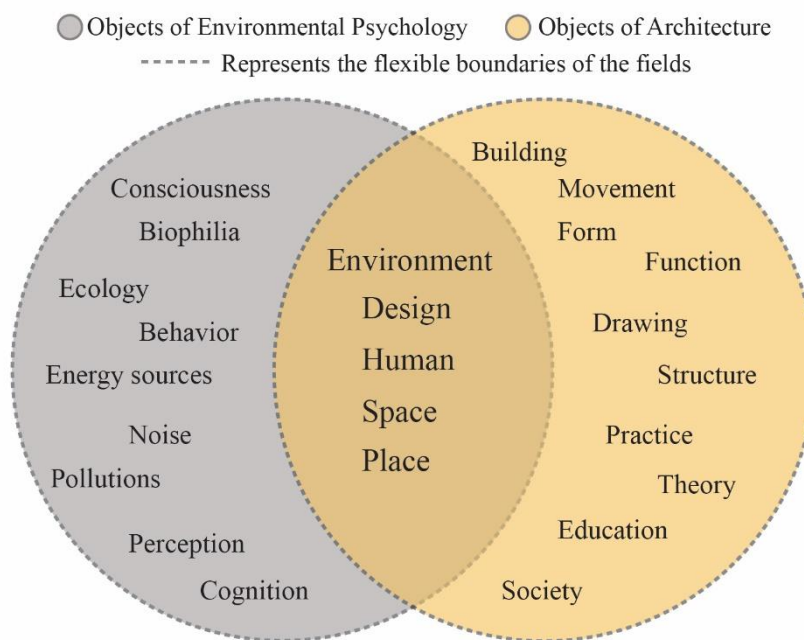 Objects of Environmental Psychology
Objects of Architecture
Represents the flexible boundaries of the fields
Consciousness
Biophilia
Ecology
Behavior
Energy sources
Noise
Pollutions
Perception
Cognition
Environment
Design
Human
Space
Place
Building
Movement
Form
Function
Drawing
Structure
Practice
Theory
Education
Society